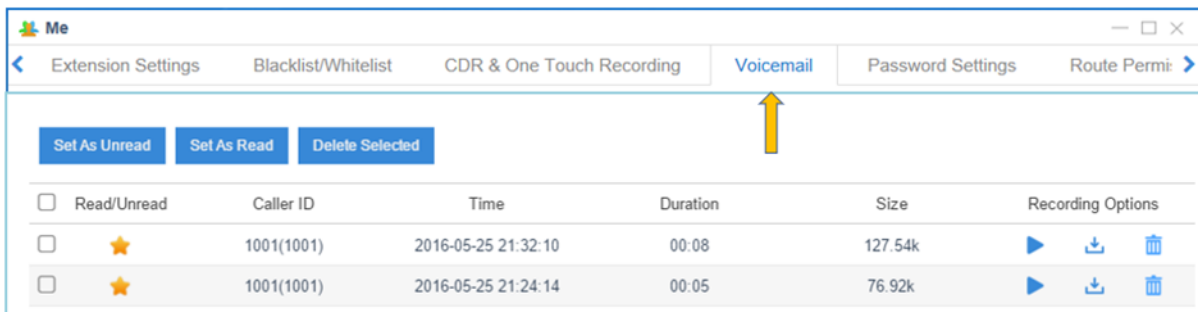 Me
Extension Settings Blacklist/Whitelist CDR & One Touch Recording Voicemail Password Settings Route Permi
Set As Unread Set As Read Delete Selected
Read/Unread Caller ID Time Duration Size Recording Options
1001(1001) 2016-05-25 21:32:10 00:08 127.54k
1001(1001) 2016-05-25 21:24:14 00:05 76.92k